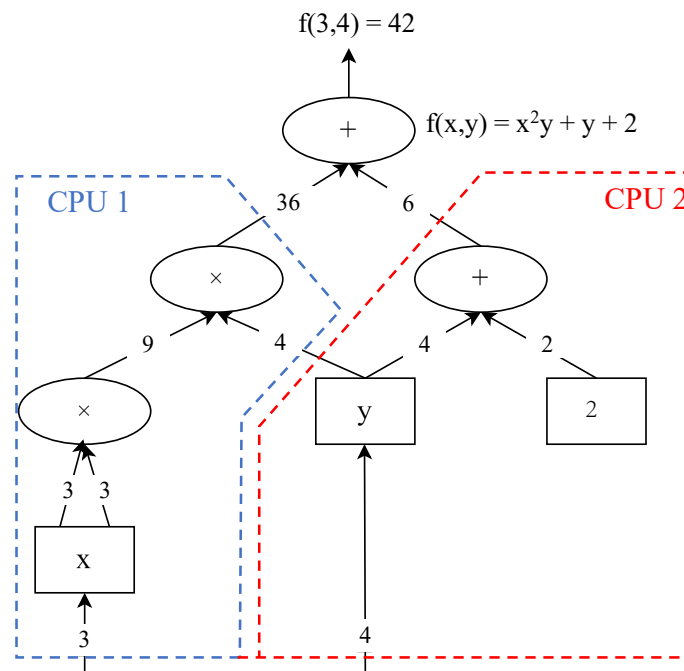 f(3,4) = 42
+
f(x,y) = x²y + y + 2
CPU 1
CPU 2
36
6
×
+
9
4
4
2
×
y
2
3
3
x
3
4